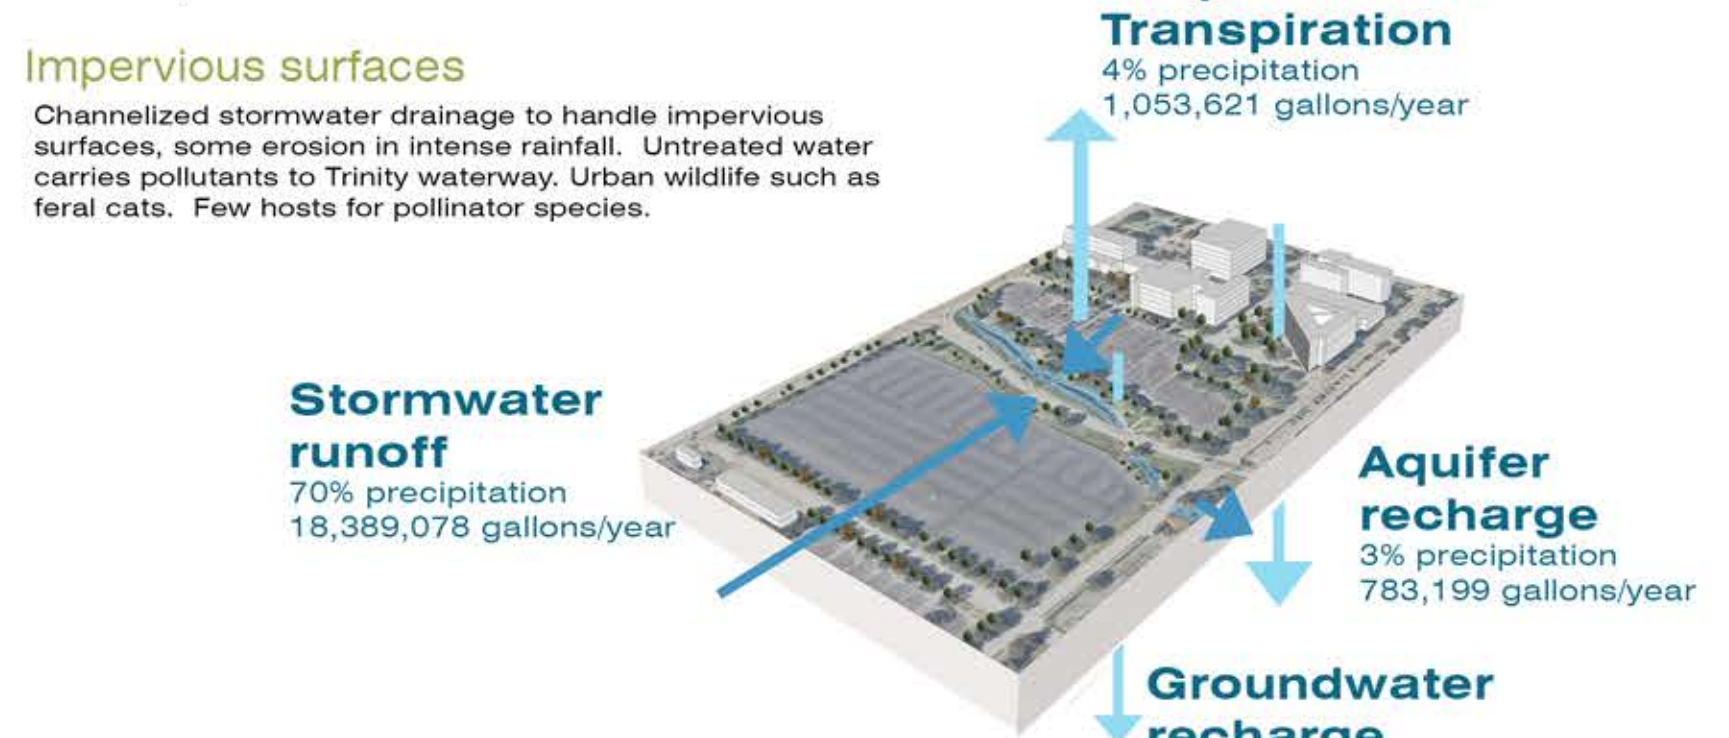 Transpiration
4% precipitation
1,053,621 gallons/year
Impervious surfaces
Channelized stormwater drainage to handle impervious
surfaces, some erosion in intense rainfall.  Untreated water
carries pollutants to Trinity waterway. Urban wildlife such as
feral cats.  Few hosts for pollinator species.
Stormwater
runoff
70% precipitation
18,389,078 gallons/year
Aquifer
recharge
3% precipitation
783,199 gallons/year
Groundwater
recharge